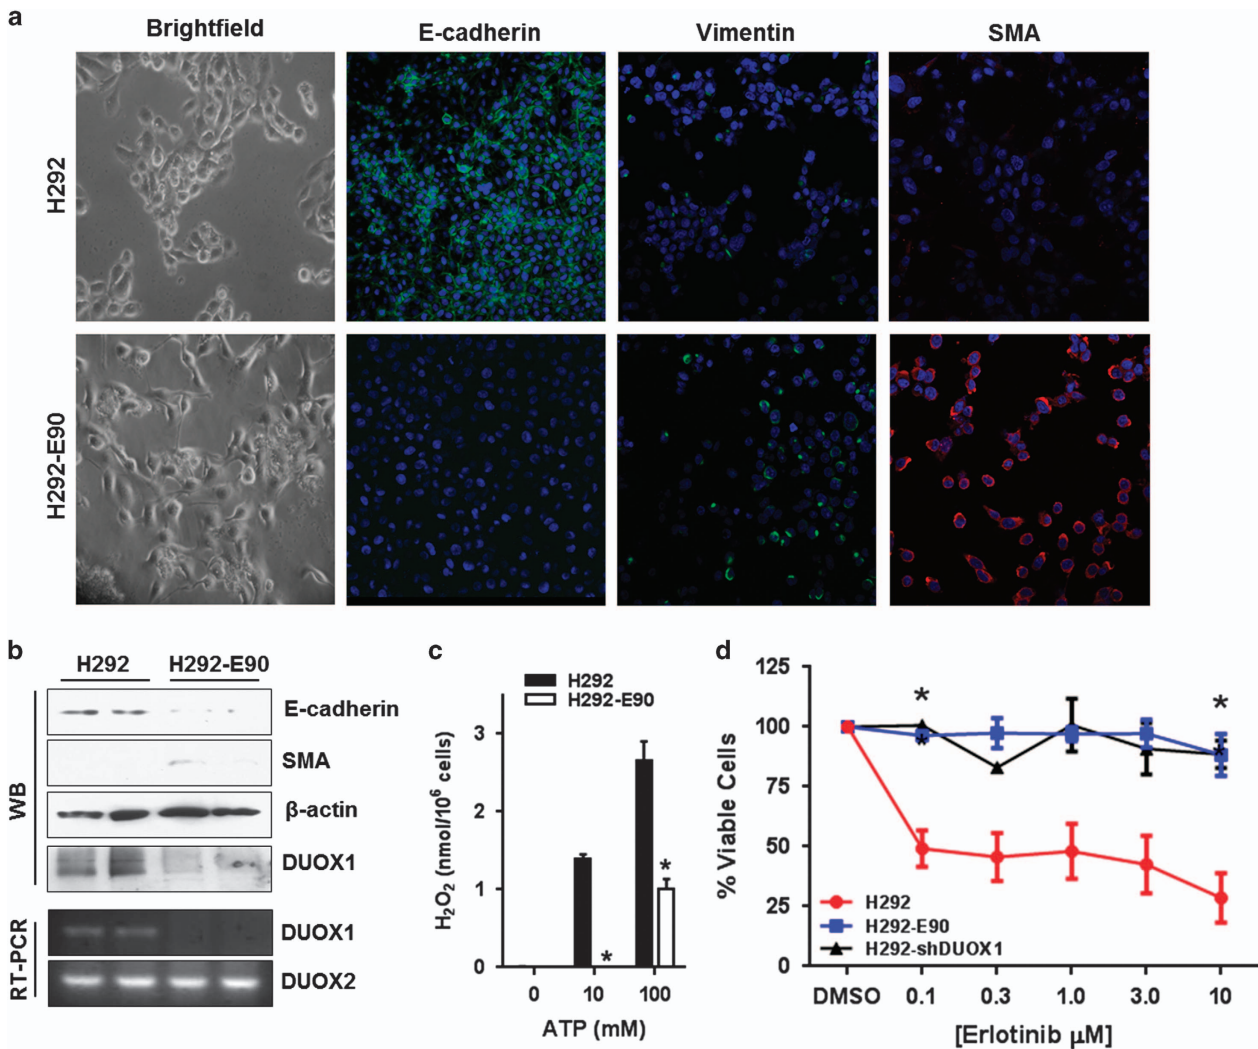 a
Brightfield
E-cadherin
Vimentin
SMA
H292
H292-E90
b
H292
H292-E90
WB
E-cadherin
SMA
β-actin
DUOX1
RT-PCR
DUOX1
DUOX2
c
H292
H292-E90
H₂O₂ (nmol/10⁶ cells)
3
2
1
0
*
*
0
10
100
ATP (mM)
d
% Viable Cells
125
100
75
50
25
0
*
*
*
*
H292
H292-E90
H292-shDUOX1
DMSO
0.1
0.3
1.0
3.0
10
[Erlotinib μM]